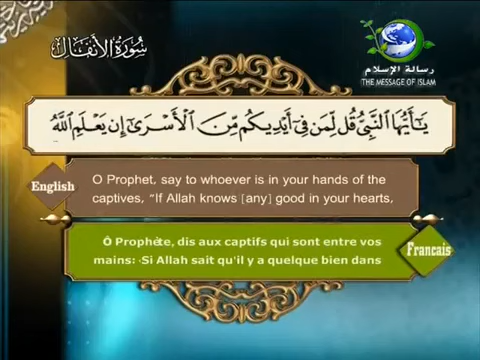 سُورَةُ الأَنفَال
رسالة الإسلام
THE MESSAGE OF ISLAM
يَٰٓأَيُّهَا ٱلنَّبِىُّ قُل لِّمَن فِىٓ أَيْدِيكُم مِّنَ ٱلْأَسْرَىٰٓ إِن يَعْلَمِ ٱللَّهُ
English
O Prophet, say to whoever is in your hands of the
captives, "If Allah knows [any] good in your hearts,
Ô Prophète, dis aux captifs qui sont entre vos
mains: -Si Allah sait qu'il y a quelque bien dans
Francais